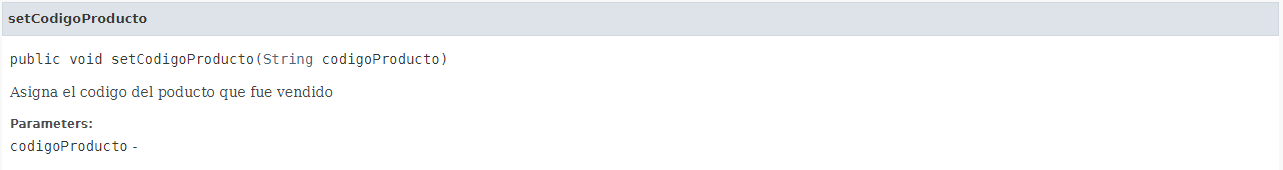 setCodigoProducto
public void setCodigoProducto(String codigoProducto)
Asigna el codigo del poducto que fue vendido
Parameters:
codigoProducto -